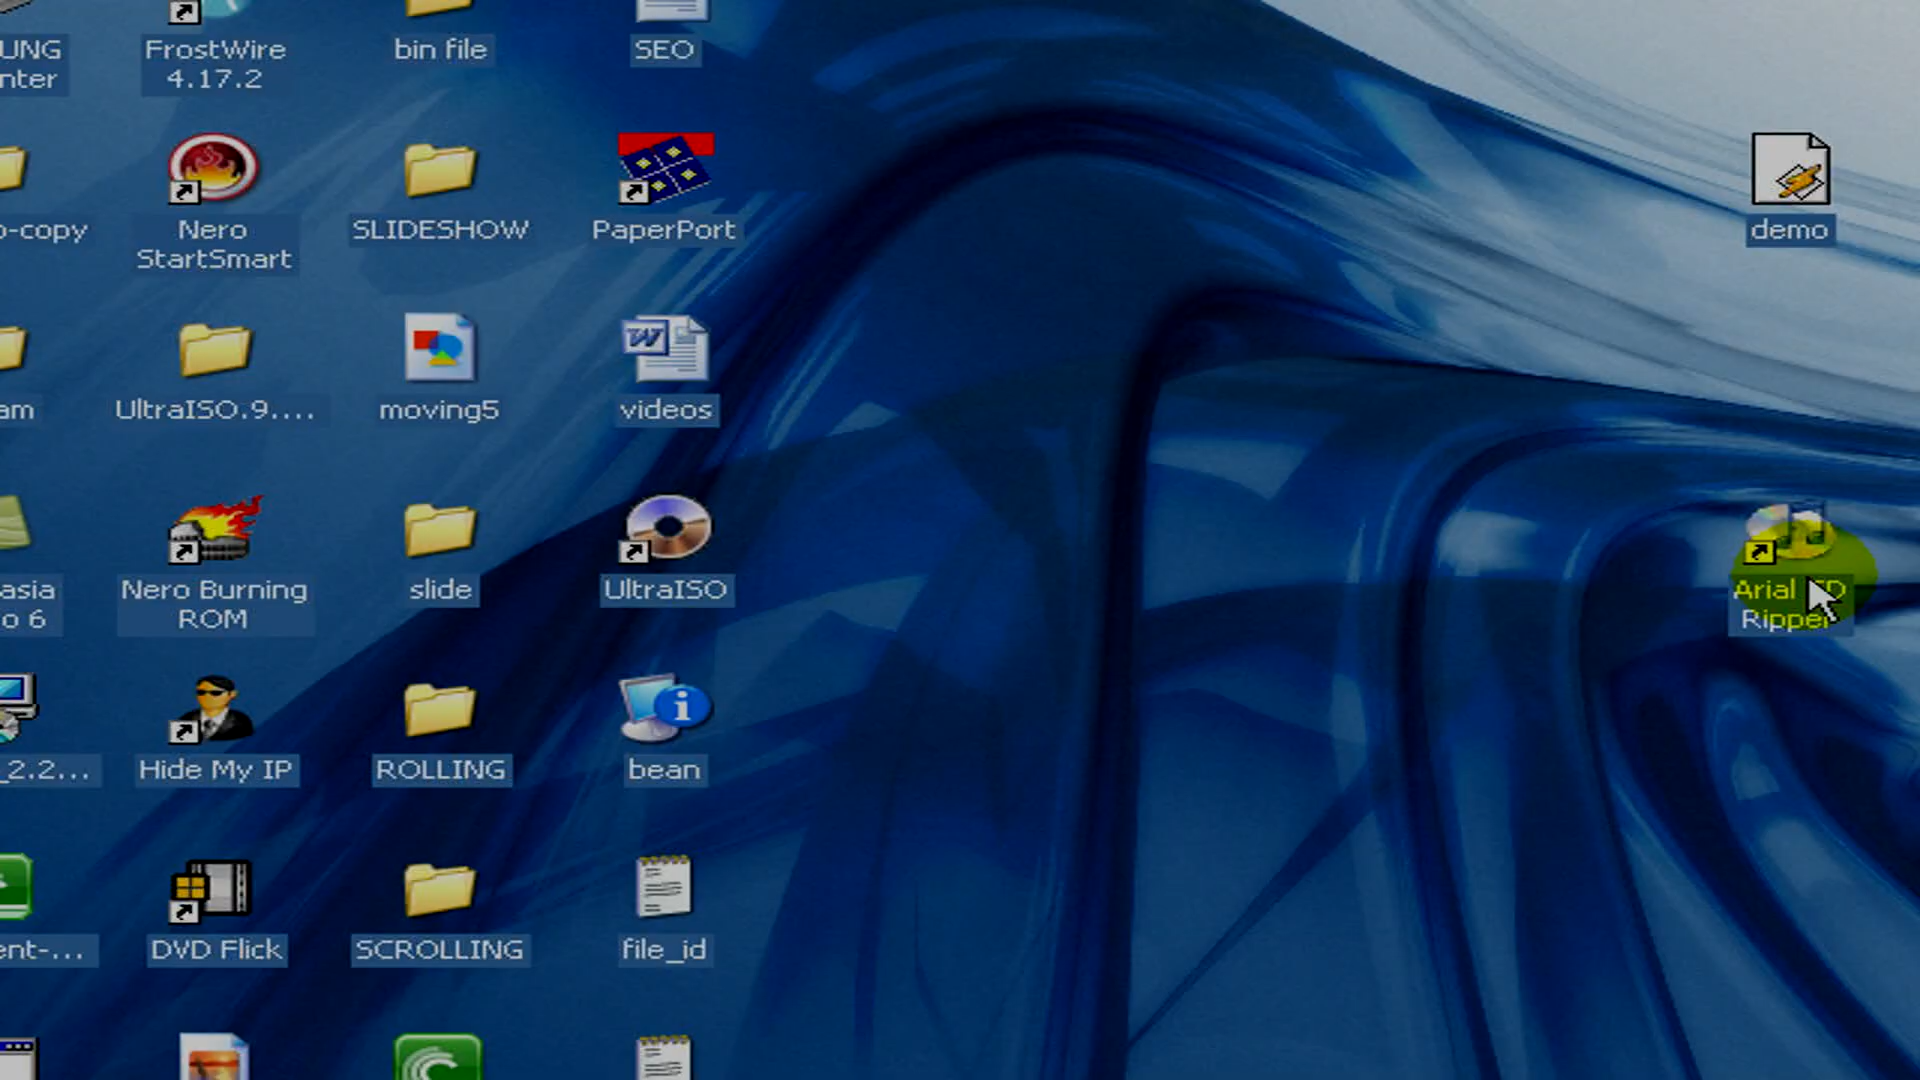 UNG
nter
FrostWire
4.17.2
bin file
SEO
-copy
Nero
StartSmart
SLIDESHOW
PaperPort
demo
am
UltraISO.9....
moving5
videos
asia
o 6
Nero Burning
ROM
slide
UltraISO
Arial
Ripper
_2.2...
Hide My IP
ROLLING
bean
ent-...
DVD Flick
SCROLLING
file_id